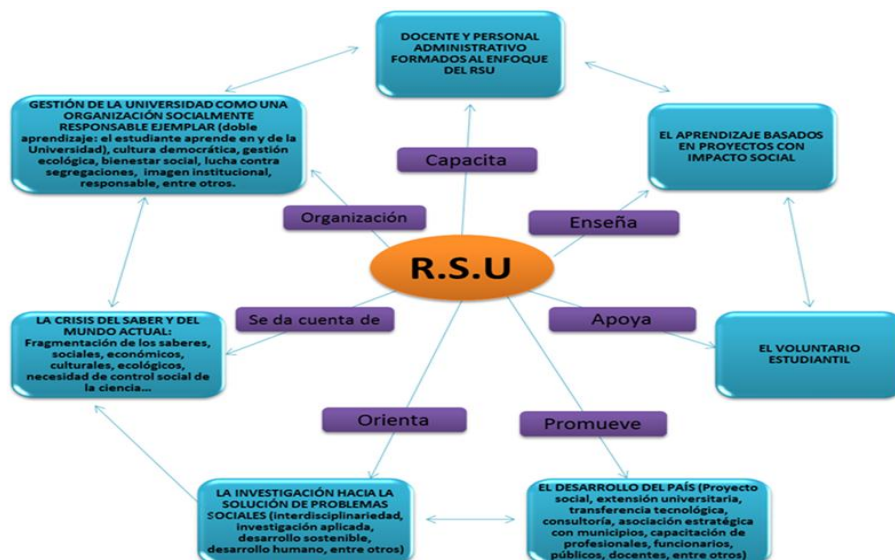 DOCENTE Y PERSONAL
ADMINISTRATIVO
FORMADOS AL ENFOQUE
DEL RSU
GESTIÓN DE LA UNIVERSIDAD COMO UNA
ORGANIZACIÓN SOCIALMENTE
RESPONSABLE EJEMPLAR (doble
aprendizaje: el estudiante aprende en y de la
Universidad), cultura democrática, gestión
ecológica, bienestar social, lucha contra
segregaciones, imagen institucional,
responsable, entre otros.
EL APRENDIZAJE BASADOS
EN PROYECTOS CON
IMPACTO SOCIAL
Capacita
Organización
Enseña
R.S.U
Se da cuenta de
Apoya
LA CRISIS DEL SABER Y DEL
MUNDO ACTUAL:
Fragmentación de los saberes,
sociales, económicos,
culturales, ecológicos,
necesidad de control social de
la ciencia...
EL VOLUNTARIO
ESTUDIANTIL
Orienta
Promueve
LA INVESTIGACIÓN HACIA LA
SOLUCIÓN DE PROBLEMAS
SOCIALES (interdisciplinariedad,
investigación aplicada,
desarrollo sostenible,
desarrollo humano, entre otros)
EL DESARROLLO DEL PAÍS (Proyecto
social, extensión universitaria,
transferencia tecnológica,
consultoría, asociación estratégica
con municipios, capacitación de
profesionales, funcionarios,
públicos, docentes, entre otros)